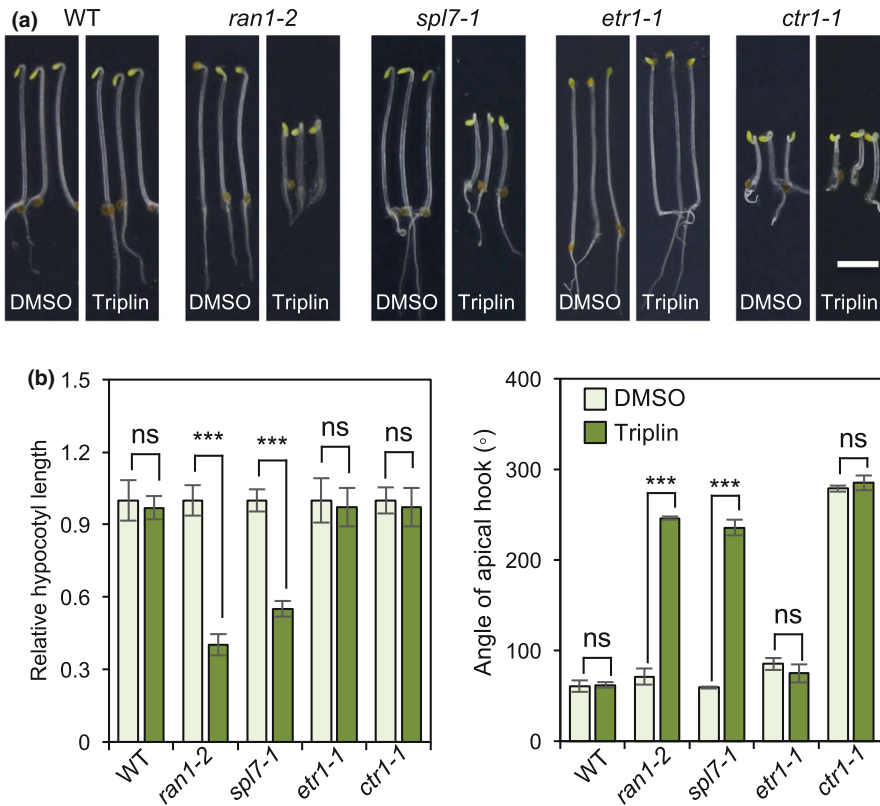 (a) WT ran1-2 spl7-1 etr1-1 ctr1-1
DMSO Triplin DMSO Triplin DMSO Triplin DMSO Triplin DMSO Triplin
(b)
Relative hypocotyl length
1.5
1.2
0.9
0.6
0.3
0
ns *** *** ns ns
WT ran1-2 spl7-1 etr1-1 ctr1-1
Angle of apical hook (°)
400
300
200
100
0
DMSO
Triplin
ns *** *** ns ns
WT ran1-2 spl7-1 etr1-1 ctr1-1